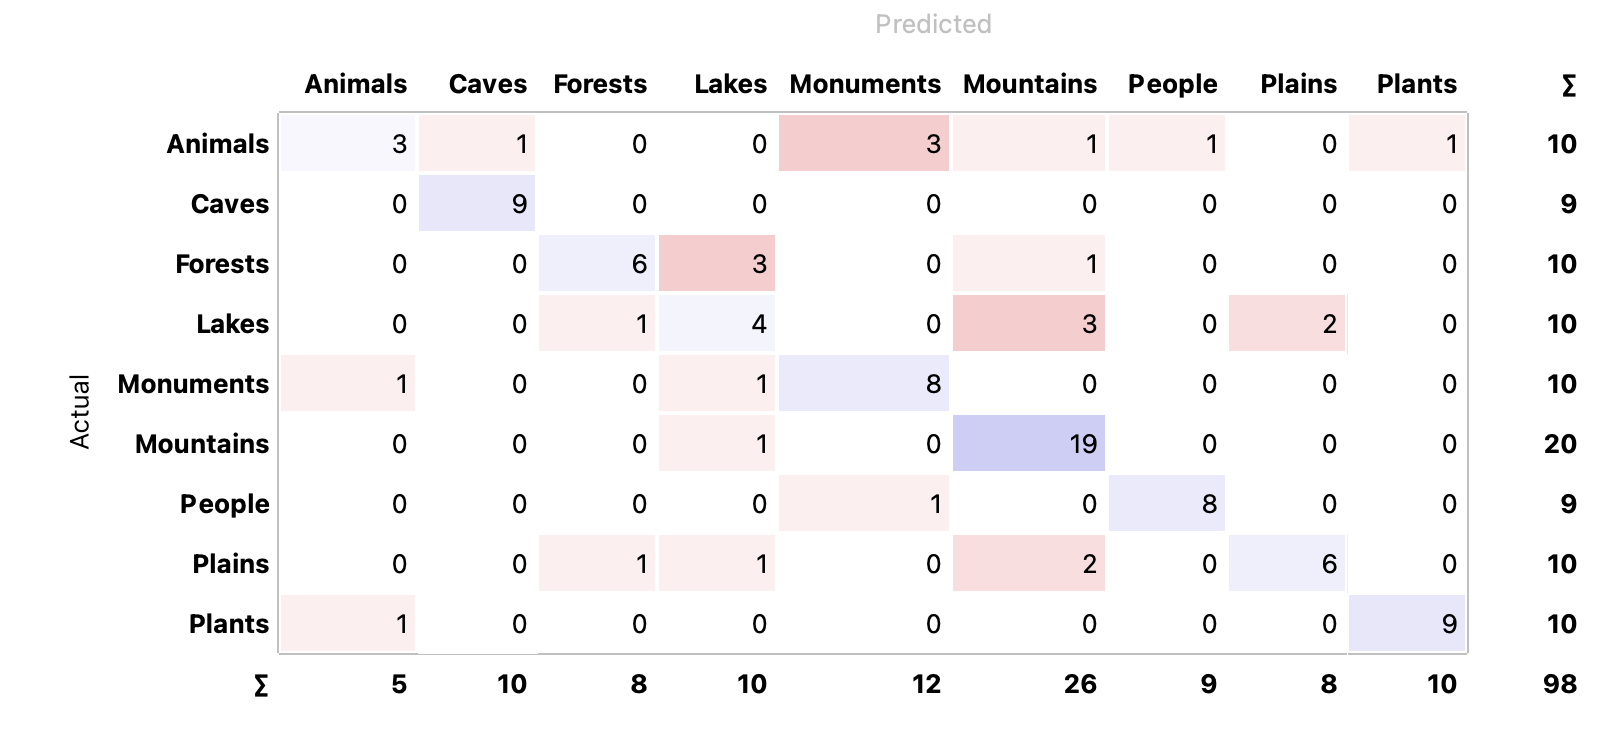 Predicted
Animals Caves Forests Lakes Monuments Mountains People Plains Plants Σ
Animals 3 1 0 0 3 1 1 0 1 10
Caves 0 9 0 0 0 0 0 0 0 9
Forests 0 0 6 3 0 1 0 0 0 10
Lakes 0 0 1 4 0 3 0 2 0 10
Monuments 1 0 0 1 8 0 0 0 0 10
Mountains 0 0 0 1 0 19 0 0 0 20
People 0 0 0 0 1 0 8 0 0 9
Plains 0 0 1 1 0 2 0 6 0 10
Plants 1 0 0 0 0 0 0 0 9 10
Σ 5 10 8 10 12 26 9 8 10 98
Actual